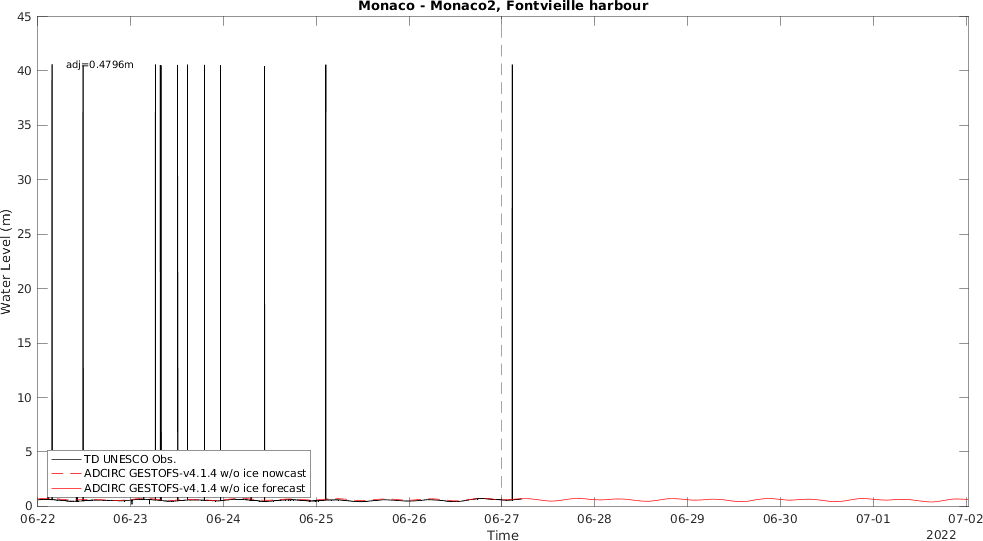 Monaco - Monaco2, Fontvieille harbour
45
40
35
30
25
20
15
10
5
0
Water Level (m)
adj=0.4796m
TD UNESCO Obs.
ADCIRC GESTOFS-v4.1.4 w/o ice nowcast
ADCIRC GESTOFS-v4.1.4 w/o ice forecast
06-22 06-23 06-24 06-25 06-26 06-27 06-28 06-29 06-30 07-01 07-02
Time
2022